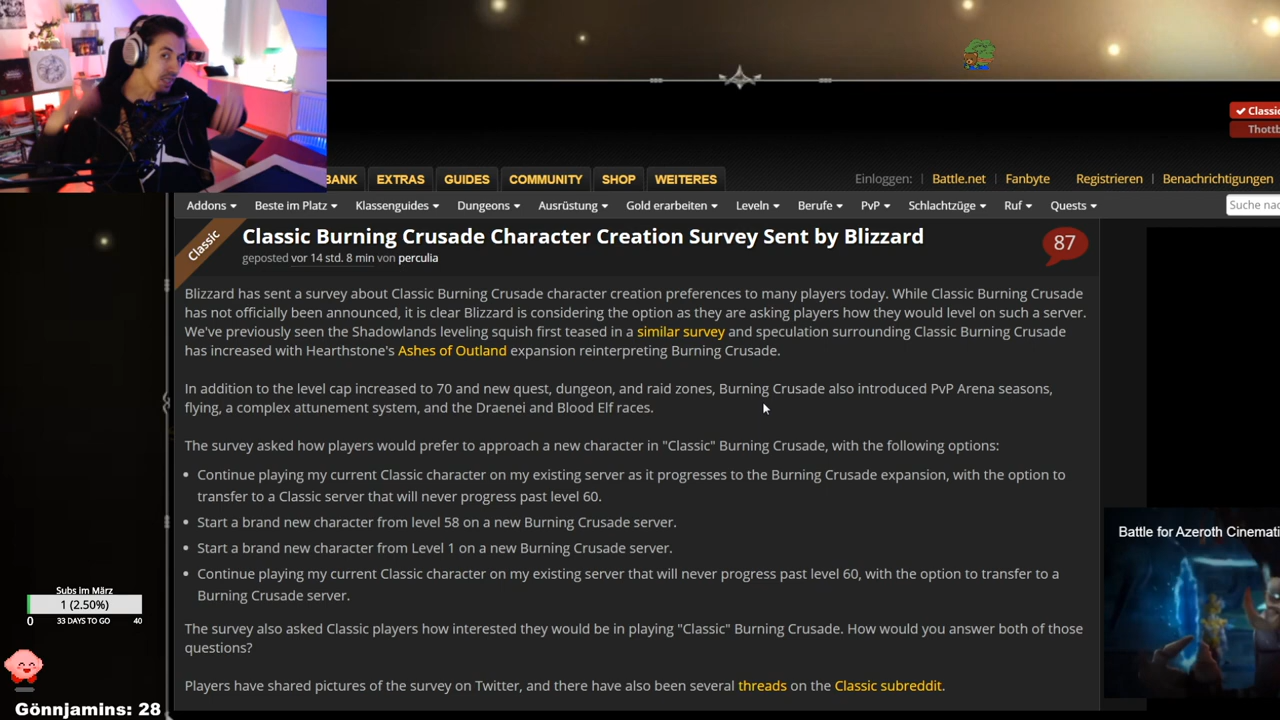 ✔ Classic
Thottb
BANK EXTRAS GUIDES COMMUNITY SHOP WEITERES
Einloggen: Battle.net | Fanbyte Registrieren | Benachrichtigungen
Addons Beste im Platz Klassenguides Dungeons Ausrüstung Gold erarbeiten Leveln Berufe PvP Schlachtzüge Ruf Quests Suche nac
Classic
Classic Burning Crusade Character Creation Survey Sent by Blizzard
87
geposted vor 14 std. 8 min von perculia
Blizzard has sent a survey about Classic Burning Crusade character creation preferences to many players today. While Classic Burning Crusade
has not officially been announced, it is clear Blizzard is considering the option as they are asking players how they would level on such a server.
We've previously seen the Shadowlands leveling squish first teased in a similar survey and speculation surrounding Classic Burning Crusade
has increased with Hearthstone's Ashes of Outland expansion reinterpreting Burning Crusade.
In addition to the level cap increased to 70 and new quest, dungeon, and raid zones, Burning Crusade also introduced PvP Arena seasons,
flying, a complex attunement system, and the Draenei and Blood Elf races.
The survey asked how players would prefer to approach a new character in "Classic" Burning Crusade, with the following options:
• Continue playing my current Classic character on my existing server as it progresses to the Burning Crusade expansion, with the option to
transfer to a Classic server that will never progress past level 60.
• Start a brand new character from level 58 on a new Burning Crusade server.
• Start a brand new character from Level 1 on a new Burning Crusade server.
• Continue playing my current Classic character on my existing server that will never progress past level 60, with the option to transfer to a
Burning Crusade server.
The survey also asked Classic players how interested they would be in playing "Classic" Burning Crusade. How would you answer both of those
questions?
Players have shared pictures of the survey on Twitter, and there have also been several threads on the Classic subreddit.
Battle for Azeroth Cinemati
Subs im März
1 (2.50%)
0 33 DAYS TO GO 40
Gönnjamins: 28